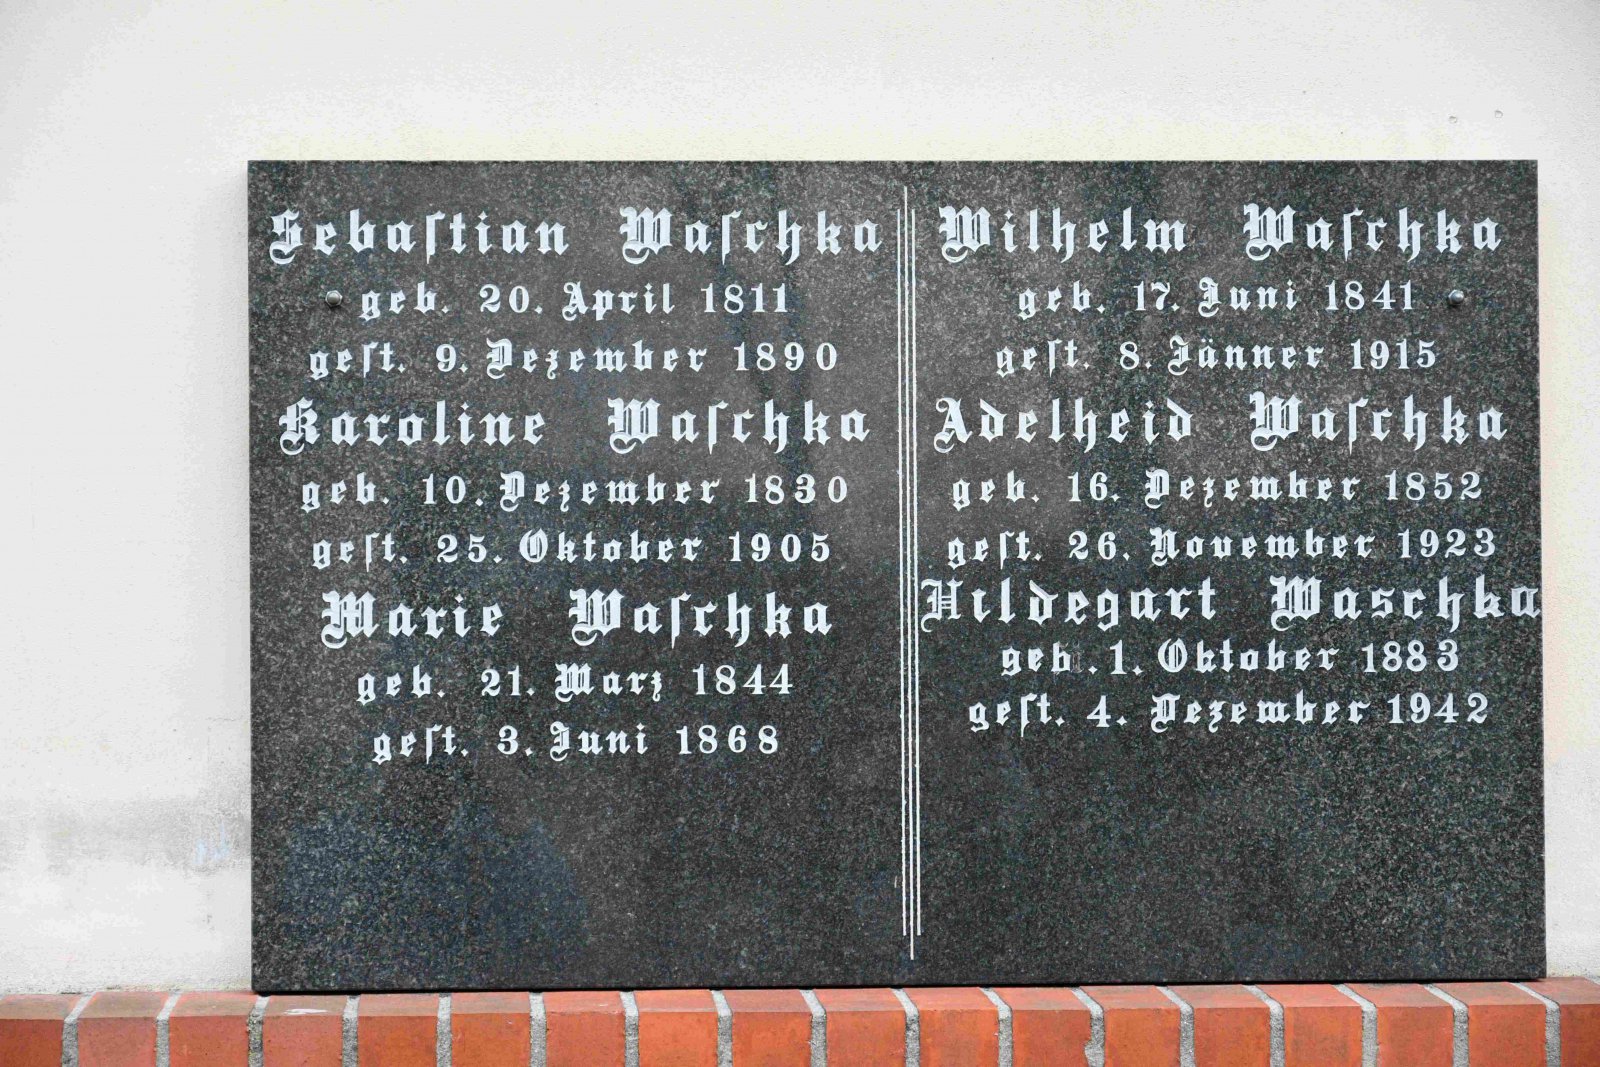 Sebaſtian Waſchka
geb. 20. April 1811
geſt. 9. Dezember 1890
Karoline Waſchka
geb. 10. Dezember 1830
geſt. 25. Oktober 1905
Marie Waſchka
geb. 21. Marz 1844
geſt. 3. Juni 1868
Wilhelm Waſchka
geb. 17. Juni 1841
geſt. 8. Jänner 1915
Adelheid Waſchka
geb. 16. Dezember 1852
geſt. 26. November 1923
Hildegart Waschka
geb. 1. Oktober 1883
geſt. 4. Dezember 1942